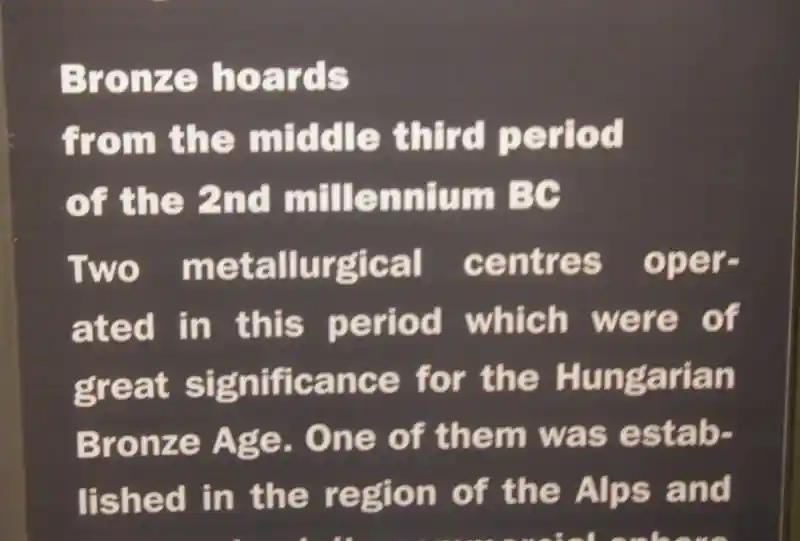 Bronze hoards
from the middle third period
of the 2nd millennium BC
Two metallurgical centres oper-
ated in this period which were of
great significance for the Hungarian
Bronze Age. One of them was estab-
lished in the region of the Alps and
commercial sphere